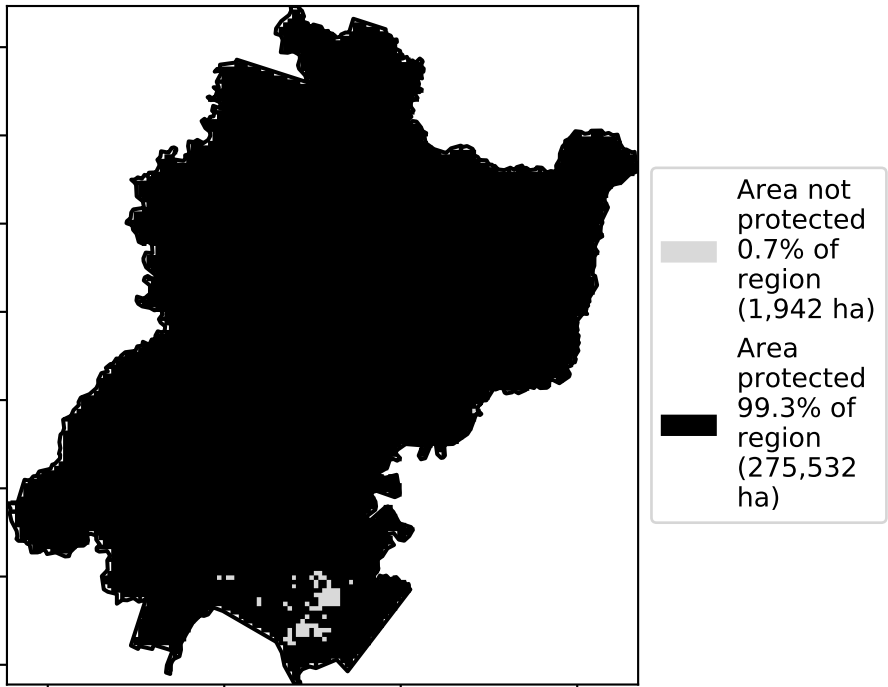 Area not
protected
0.7% of
region
(1,942 ha)
Area
protected
99.3% of
region
(275,532
ha)